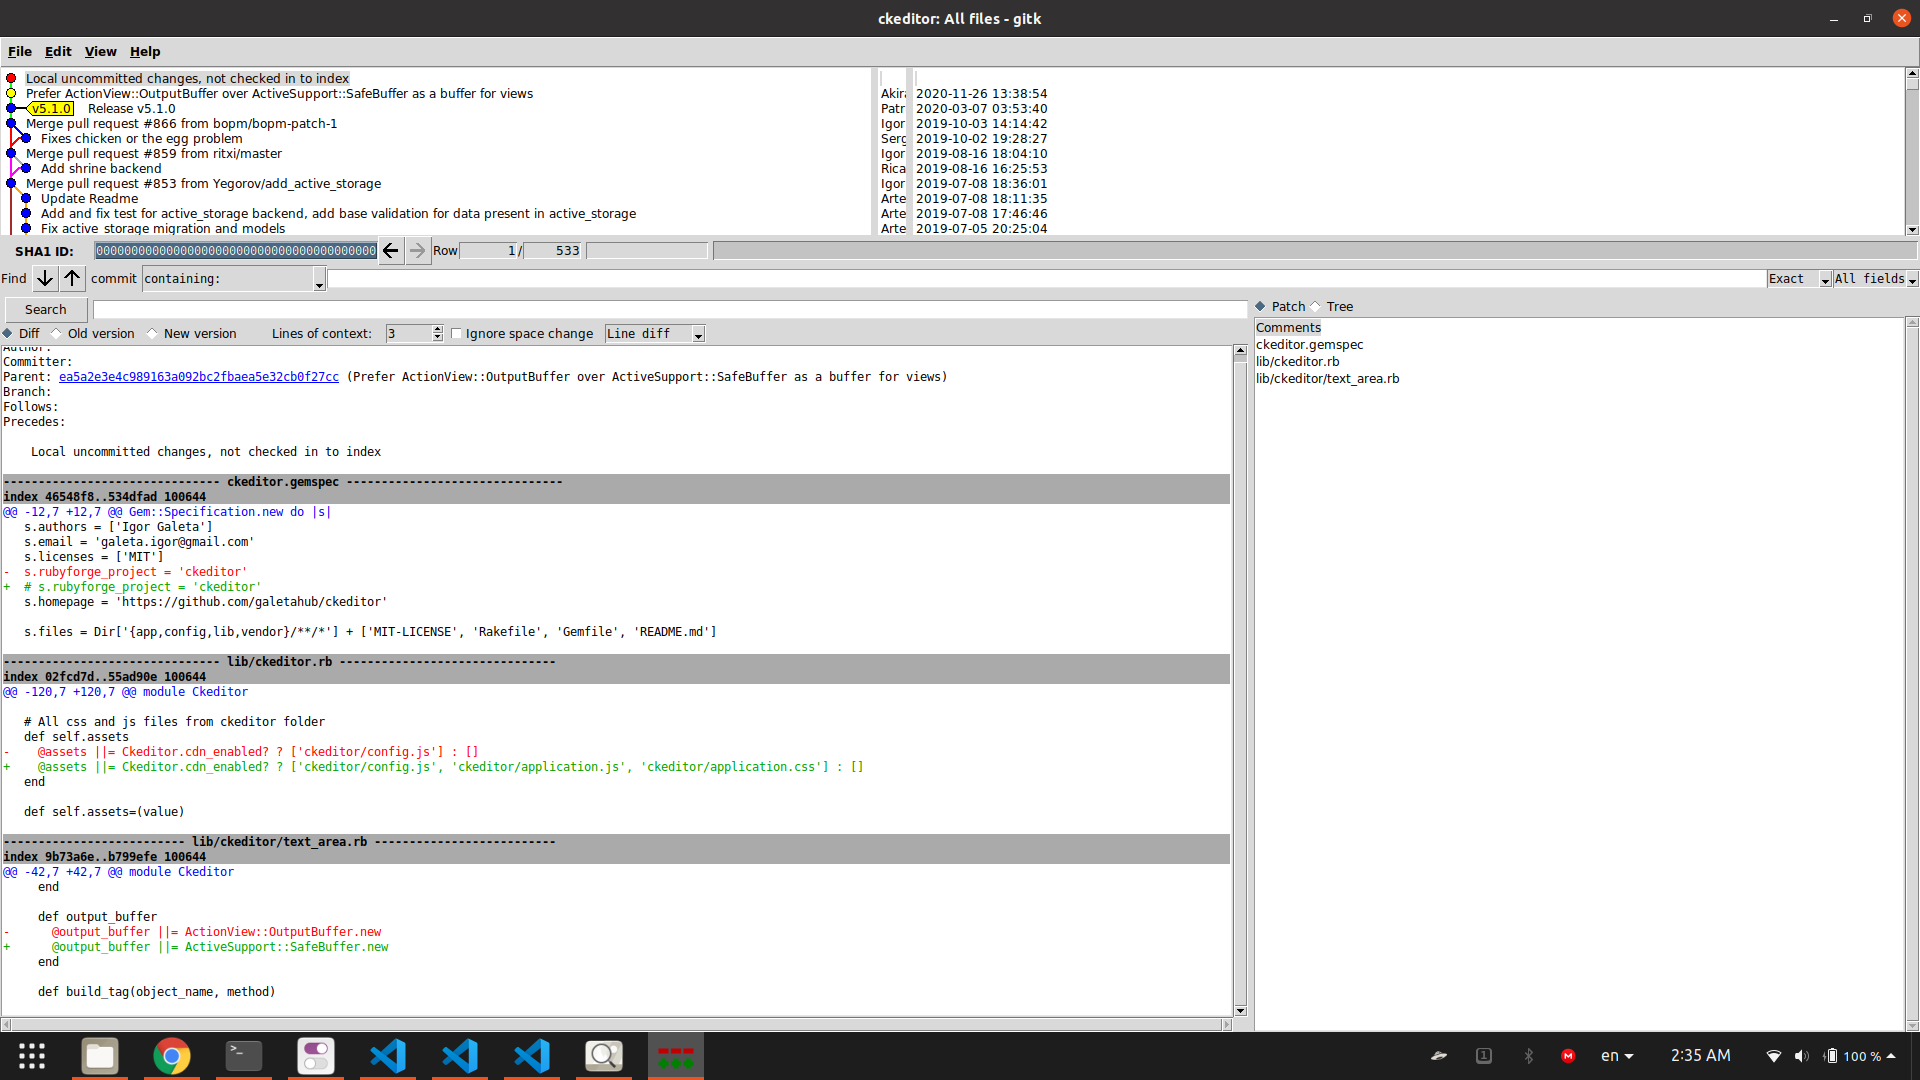 ckeditor: All files - gitk
File Edit View Help
Local uncommitted changes, not checked in to index
Prefer ActionView::OutputBuffer over ActiveSupport::SafeBuffer as a buffer for views Akir 2020-11-26 13:38:54
v5.1.0 Release v5.1.0 Patr 2020-03-07 03:53:40
Merge pull request #866 from bopm/bopm-patch-1 Igor 2019-10-03 14:14:42
Fixes chicken or the egg problem Serg 2019-10-02 19:28:27
Merge pull request #859 from ritxi/master Igor 2019-08-16 18:04:10
Add shrine backend Rica 2019-08-16 16:25:53
Merge pull request #853 from Yegorov/add_active_storage Igor 2019-07-08 18:36:01
Update Readme Arte 2019-07-08 18:11:35
Add and fix test for active_storage backend, add base validation for data present in active_storage Arte 2019-07-08 17:46:46
Fix active_storage migration and models Arte 2019-07-05 20:25:04
SHA1 ID: 0000000000000000000000000000000000000000 Row 1 / 533
Find commit containing: Exact All fields
Search
Patch Tree
Diff Old version New version Lines of context: 3 Ignore space change Line diff
Comments
ckeditor.gemspec
lib/ckeditor.rb
lib/ckeditor/text_area.rb
Author:
Committer:
Parent: ea5a2e3e4c989163a092bc2fbaea5e32cb0f27cc (Prefer ActionView::OutputBuffer over ActiveSupport::SafeBuffer as a buffer for views)
Branch:
Follows:
Precedes:
Local uncommitted changes, not checked in to index
------------------------------- ckeditor.gemspec -------------------------------
index 46548f8..534dfad 100644
@@ -12,7 +12,7 @@ Gem::Specification.new do |s|
s.authors = ['Igor Galeta']
s.email = 'galeta.igor@gmail.com'
s.licenses = ['MIT']
- s.rubyforge_project = 'ckeditor'
+ # s.rubyforge_project = 'ckeditor'
s.homepage = 'https://github.com/galetahub/ckeditor'
s.files = Dir['{app,config,lib,vendor}/**/*'] + ['MIT-LICENSE', 'Rakefile', 'Gemfile', 'README.md']
------------------------------- lib/ckeditor.rb -------------------------------
index 02fcd7d..55ad90e 100644
@@ -120,7 +120,7 @@ module Ckeditor
# All css and js files from ckeditor folder
def self.assets
- @assets ||= Ckeditor.cdn_enabled? ? ['ckeditor/config.js'] : []
+ @assets ||= Ckeditor.cdn_enabled? ? ['ckeditor/config.js', 'ckeditor/application.js', 'ckeditor/application.css'] : []
end
def self.assets=(value)
-------------------------- lib/ckeditor/text_area.rb --------------------------
index 9b73a6e..b799efe 100644
@@ -42,7 +42,7 @@ module Ckeditor
end
def output_buffer
- @output_buffer ||= ActionView::OutputBuffer.new
+ @output_buffer ||= ActiveSupport::SafeBuffer.new
end
def build_tag(object_name, method)
1 M en 2:35 AM 100 %